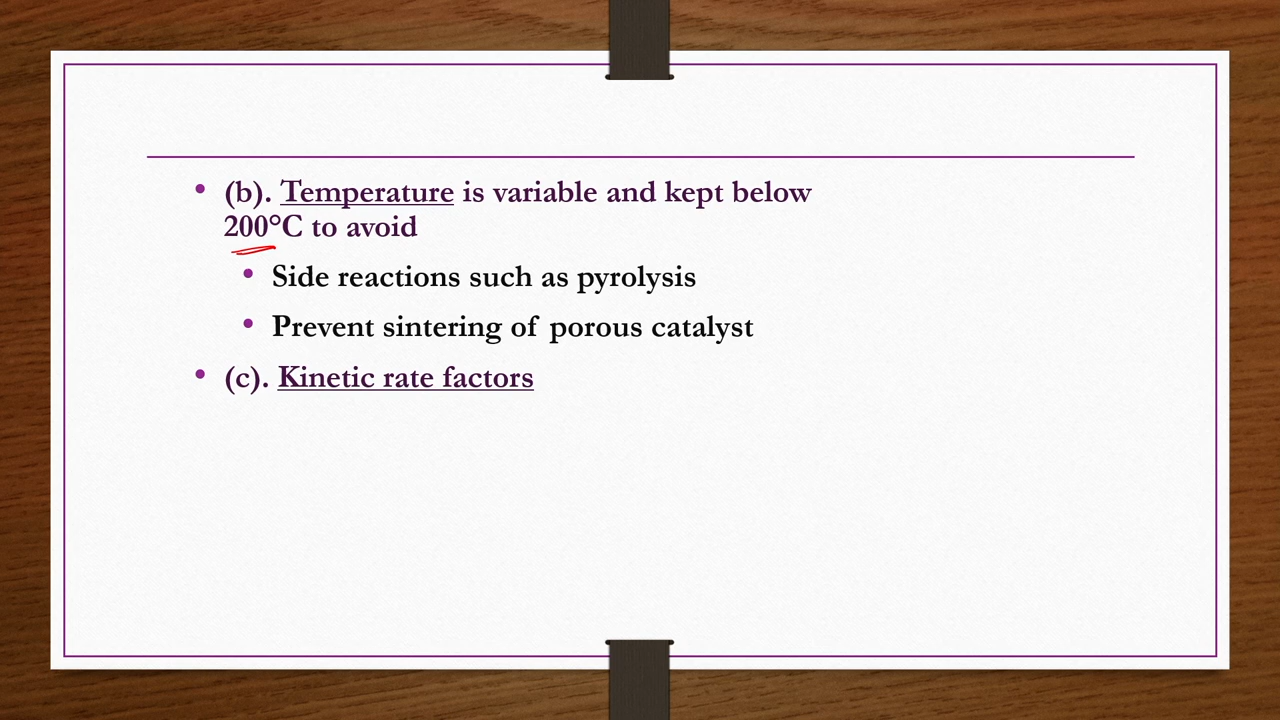 • (b). Temperature is variable and kept below
200°C to avoid
• Side reactions such as pyrolysis
• Prevent sintering of porous catalyst
• (c). Kinetic rate factors